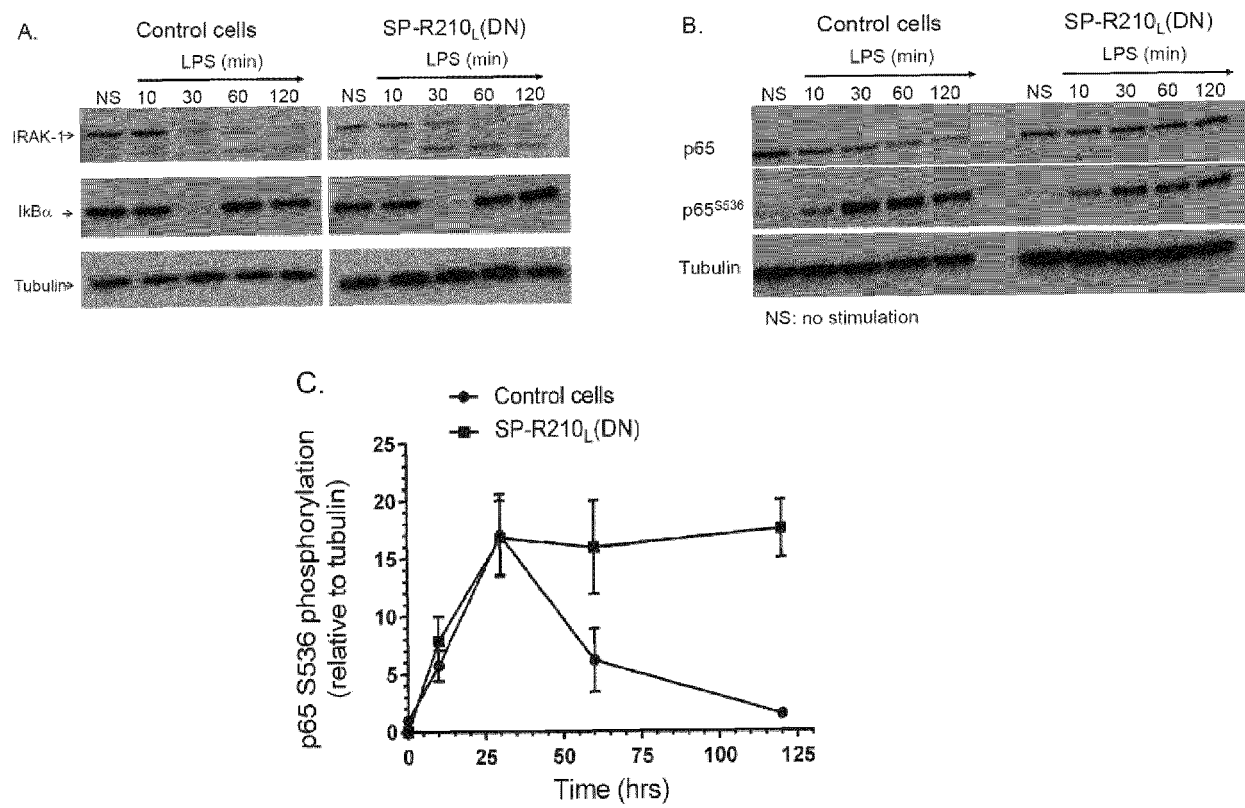 A.
Control cells
SP-R210L(DN)
LPS (min)
LPS (min)
NS 10 30 60 120
NS 10 30 60 120
IRAK-1
IkBα
Tubulin
B.
Control cells
SP-R210L(DN)
LPS (min)
LPS (min)
NS 10 30 60 120
NS 10 30 60 120
p65
p65S536
Tubulin
NS: no stimulation
C.
Control cells
SP-R210L(DN)
p65 S536 phosphorylation
(relative to tubulin)
25
20
15
10
5
0
0 25 50 75 100 125
Time (hrs)